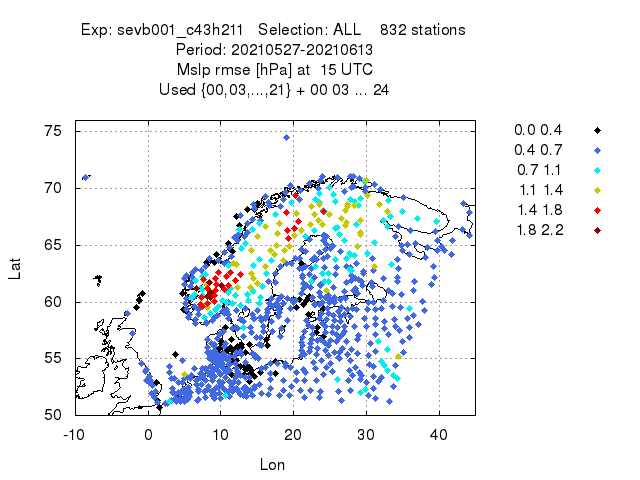 Exp: sevb001_c43h211   Selection: ALL    832 stations
Period: 20210527-20210613
Mslp rmse [hPa] at  15 UTC
Used {00,03,...,21} + 00 03 ... 24
75
70
65
60
55
50
Lat
-10 0 10 20 30 40
Lon
0.0 0.4
0.4 0.7
0.7 1.1
1.1 1.4
1.4 1.8
1.8 2.2